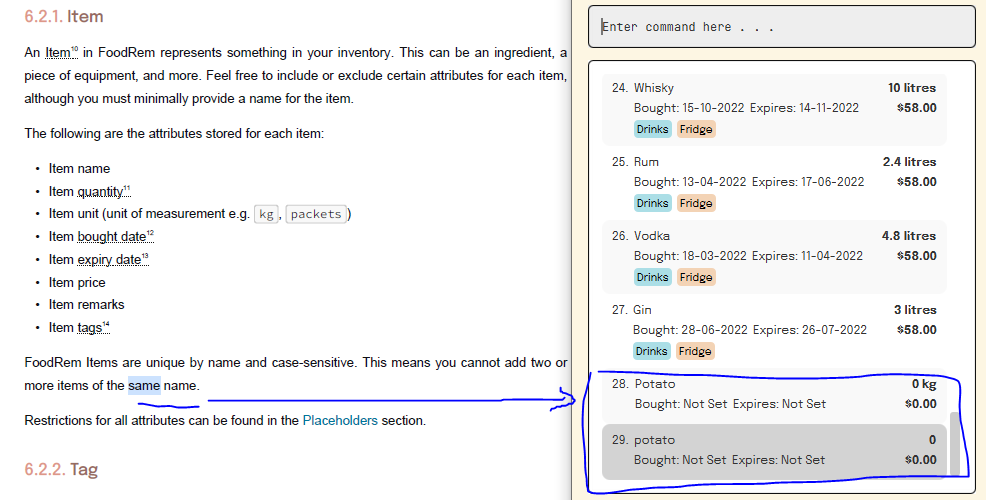 6.2.1. Item
An Item¹⁰ in FoodRem represents something in your inventory. This can be an ingredient, a
piece of equipment, and more. Feel free to include or exclude certain attributes for each item,
although you must minimally provide a name for the item.
The following are the attributes stored for each item:
• Item name
• Item quantity¹¹
• Item unit (unit of measurement e.g. kg, packets)
• Item bought date¹²
• Item expiry date¹³
• Item price
• Item remarks
• Item tags¹⁴
FoodRem Items are unique by name and case-sensitive. This means you cannot add two or
more items of the same name.
Restrictions for all attributes can be found in the Placeholders section.
6.2.2. Tag
Enter command here . . .
24. Whisky 10 litres
Bought: 15-10-2022 Expires: 14-11-2022 $58.00
Drinks Fridge
25. Rum 2.4 litres
Bought: 13-04-2022 Expires: 17-06-2022 $58.00
Drinks Fridge
26. Vodka 4.8 litres
Bought: 18-03-2022 Expires: 11-04-2022 $58.00
Drinks Fridge
27. Gin 3 litres
Bought: 28-06-2022 Expires: 26-07-2022 $58.00
Drinks Fridge
28. Potato 0 kg
Bought: Not Set Expires: Not Set $0.00
29. potato 0
Bought: Not Set Expires: Not Set $0.00